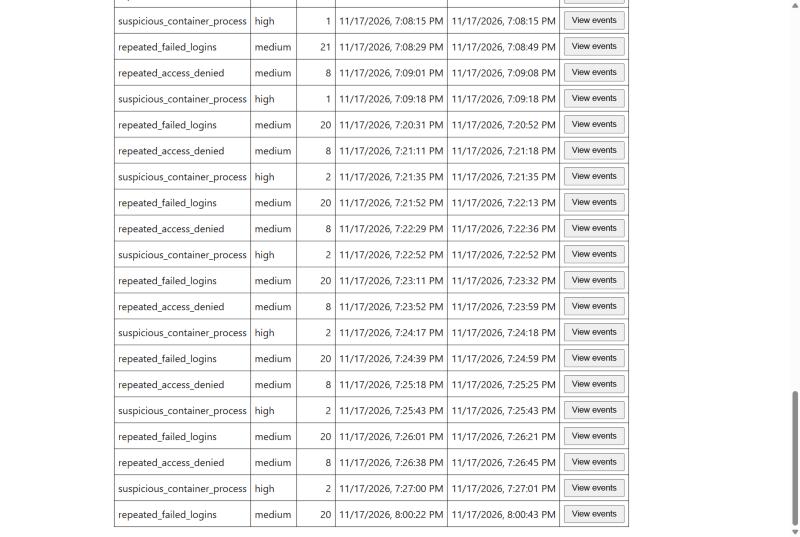 suspicious_container_process high 1 11/17/2026, 7:08:15 PM 11/17/2026, 7:08:15 PM View events
repeated_failed_logins medium 21 11/17/2026, 7:08:29 PM 11/17/2026, 7:08:49 PM View events
repeated_access_denied medium 8 11/17/2026, 7:09:01 PM 11/17/2026, 7:09:08 PM View events
suspicious_container_process high 1 11/17/2026, 7:09:18 PM 11/17/2026, 7:09:18 PM View events
repeated_failed_logins medium 20 11/17/2026, 7:20:31 PM 11/17/2026, 7:20:52 PM View events
repeated_access_denied medium 8 11/17/2026, 7:21:11 PM 11/17/2026, 7:21:18 PM View events
suspicious_container_process high 2 11/17/2026, 7:21:35 PM 11/17/2026, 7:21:35 PM View events
repeated_failed_logins medium 20 11/17/2026, 7:21:52 PM 11/17/2026, 7:22:13 PM View events
repeated_access_denied medium 8 11/17/2026, 7:22:29 PM 11/17/2026, 7:22:36 PM View events
suspicious_container_process high 2 11/17/2026, 7:22:52 PM 11/17/2026, 7:22:52 PM View events
repeated_failed_logins medium 20 11/17/2026, 7:23:11 PM 11/17/2026, 7:23:32 PM View events
repeated_access_denied medium 8 11/17/2026, 7:23:52 PM 11/17/2026, 7:23:59 PM View events
suspicious_container_process high 2 11/17/2026, 7:24:17 PM 11/17/2026, 7:24:18 PM View events
repeated_failed_logins medium 20 11/17/2026, 7:24:39 PM 11/17/2026, 7:24:59 PM View events
repeated_access_denied medium 8 11/17/2026, 7:25:18 PM 11/17/2026, 7:25:25 PM View events
suspicious_container_process high 2 11/17/2026, 7:25:43 PM 11/17/2026, 7:25:43 PM View events
repeated_failed_logins medium 20 11/17/2026, 7:26:01 PM 11/17/2026, 7:26:21 PM View events
repeated_access_denied medium 8 11/17/2026, 7:26:38 PM 11/17/2026, 7:26:45 PM View events
suspicious_container_process high 2 11/17/2026, 7:27:00 PM 11/17/2026, 7:27:01 PM View events
repeated_failed_logins medium 20 11/17/2026, 8:00:22 PM 11/17/2026, 8:00:43 PM View events